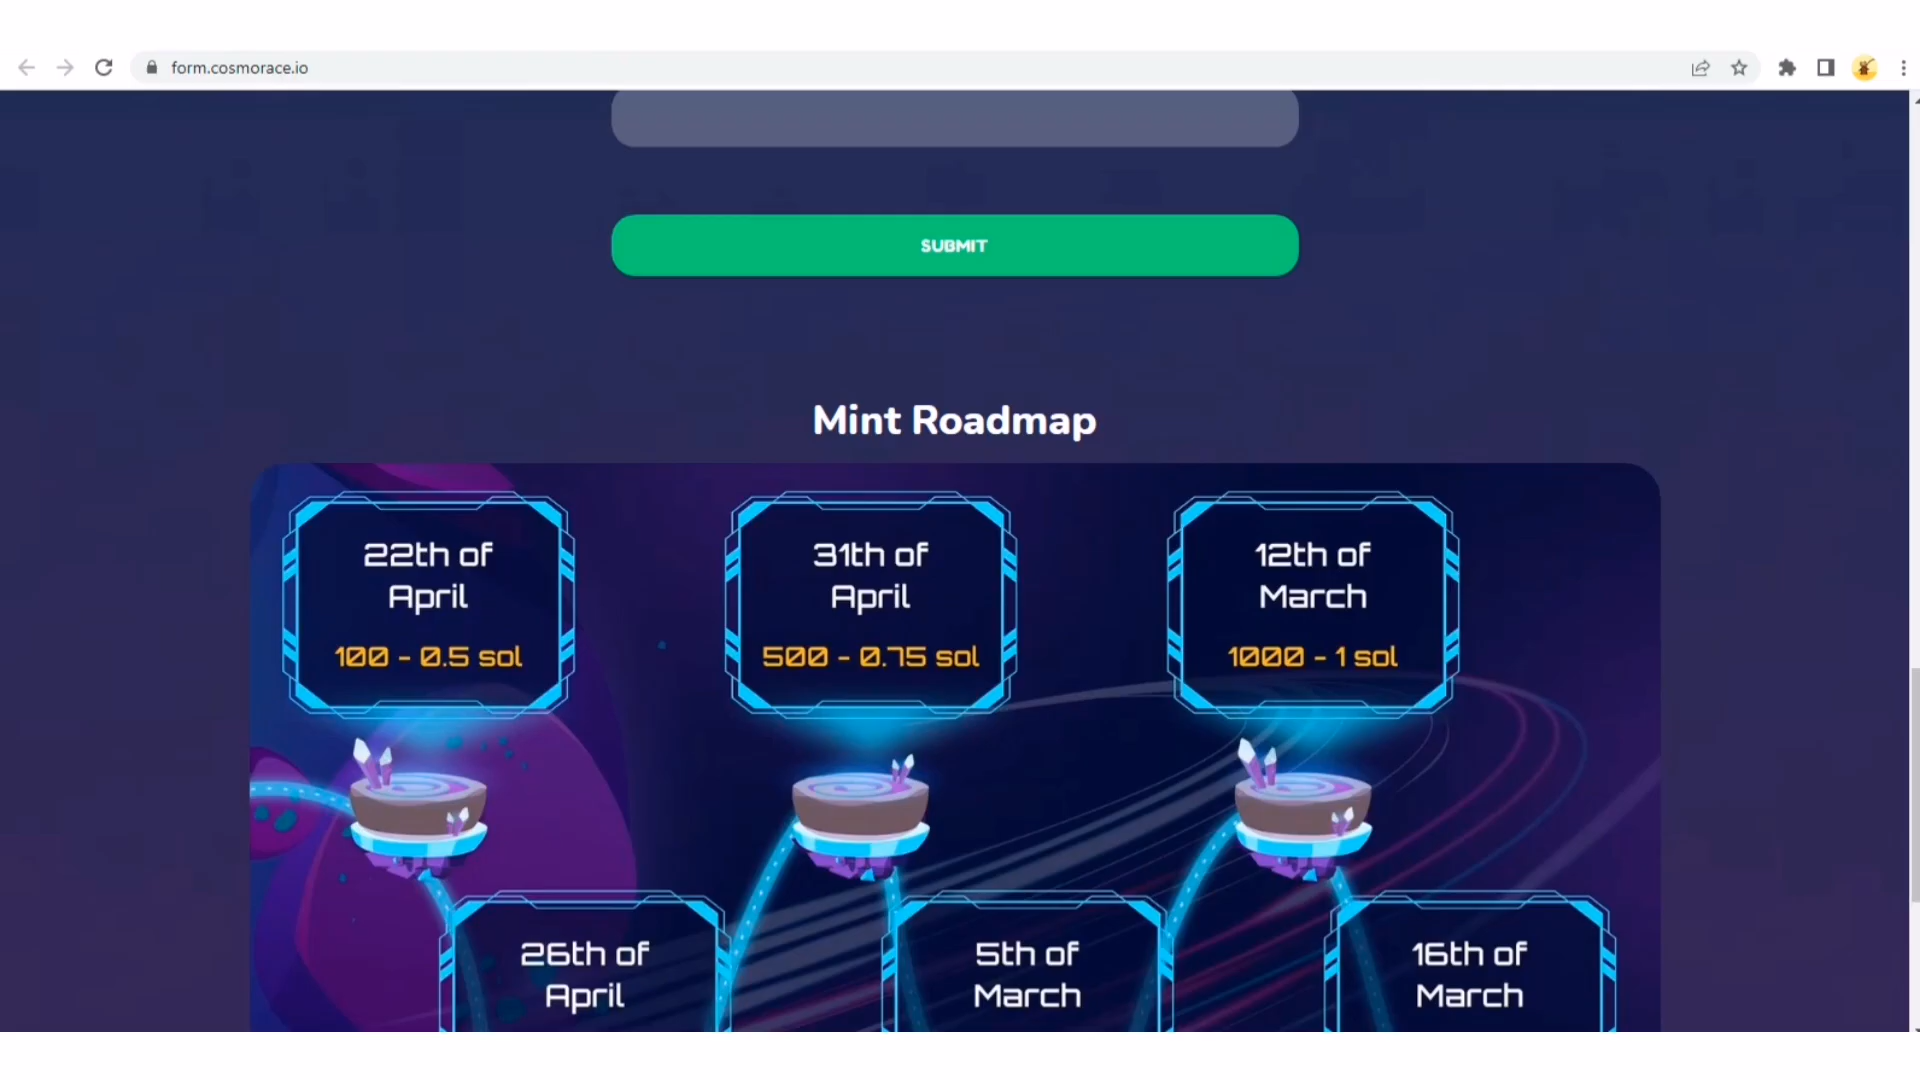 form.cosmorace.io
SUBMIT
Mint Roadmap
22th of
April
100 - 0.5 sol
31th of
April
500 - 0.75 sol
12th of
March
1000 - 1 sol
26th of
April
5th of
March
16th of
March